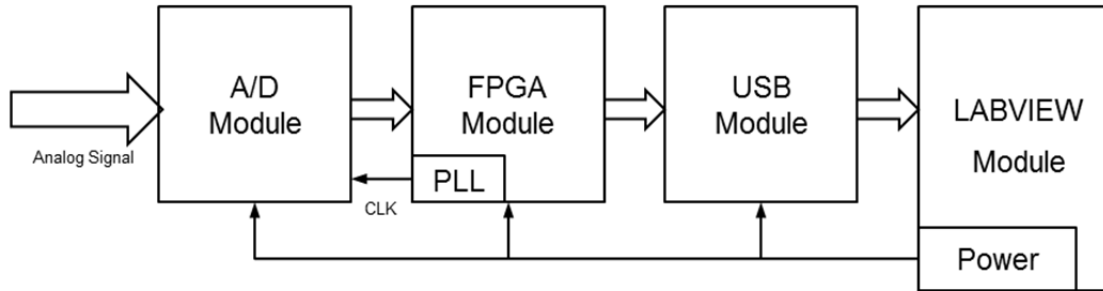 Analog Signal
A/D
Module
FPGA
Module
PLL
CLK
USB
Module
LABVIEW
Module
Power